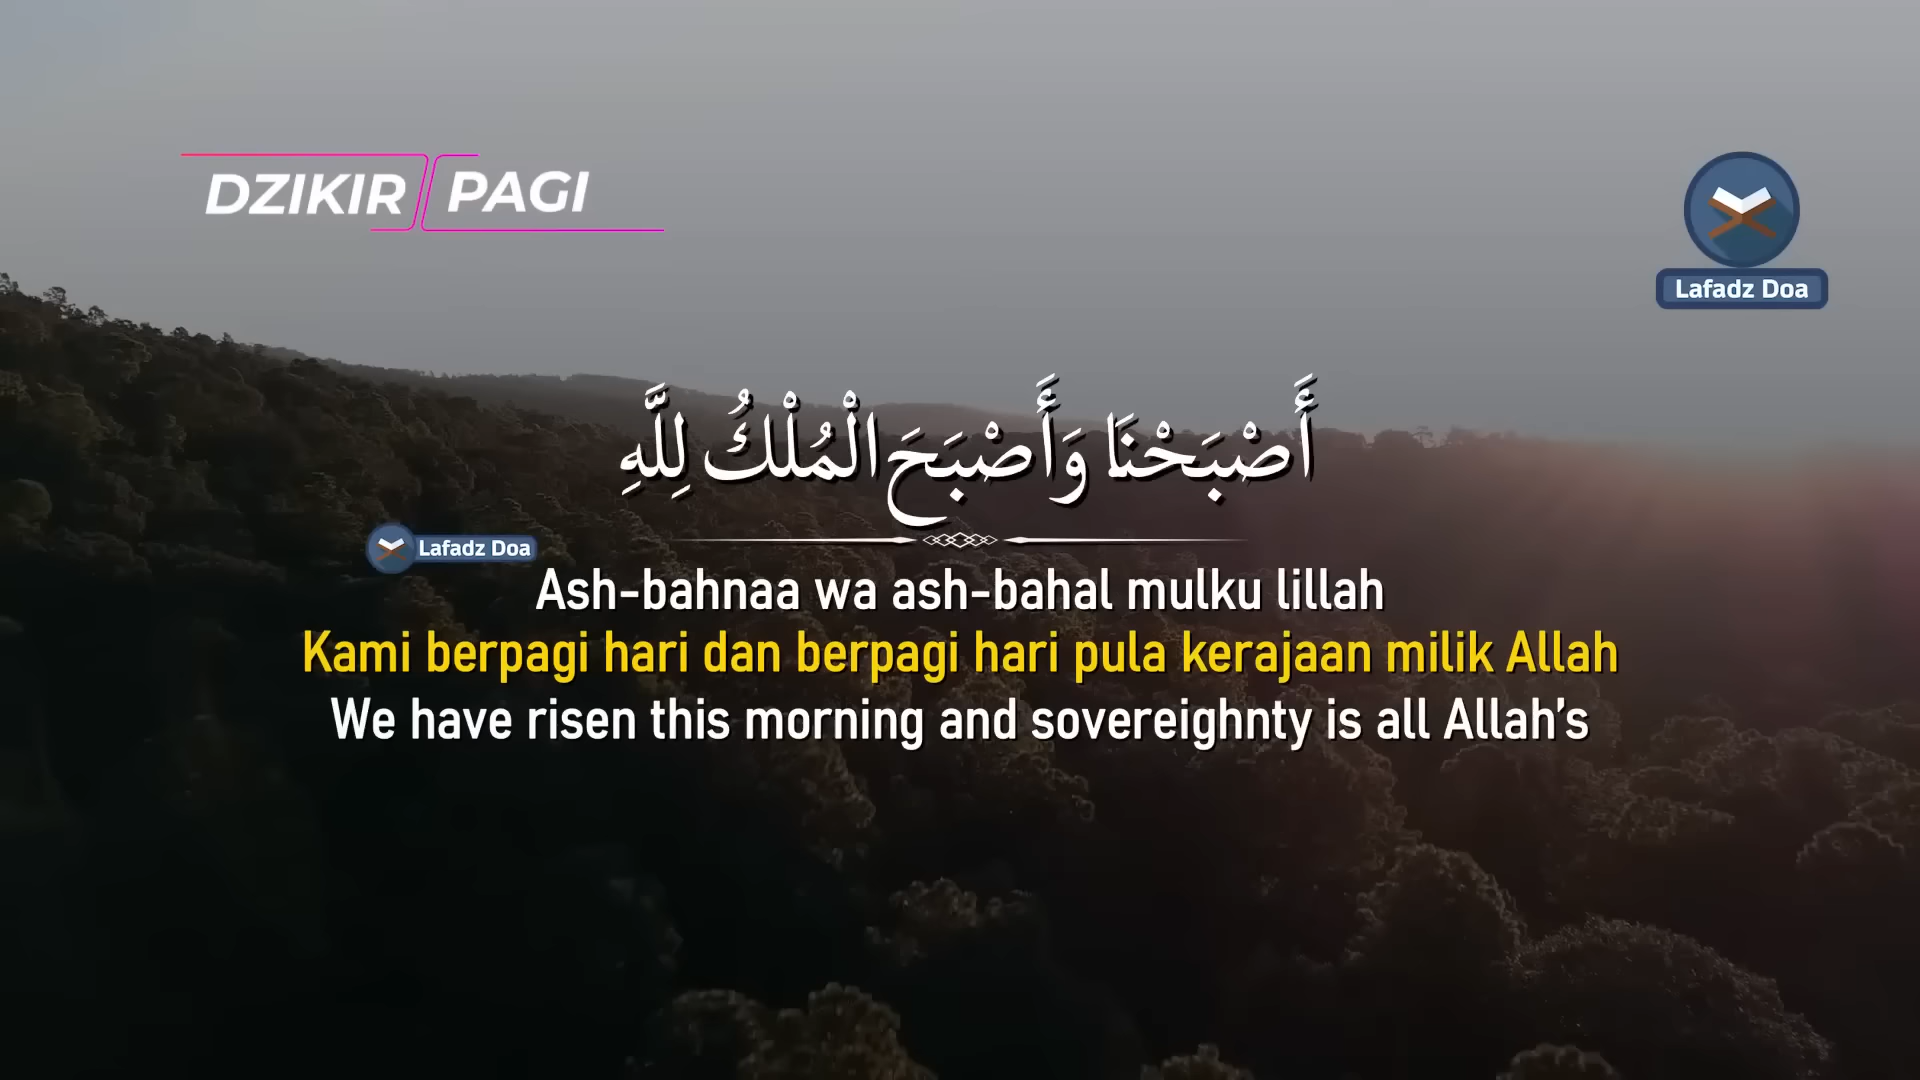 DZIKIR PAGI
Lafadz Doa
أَصْبَحْنَا وَأَصْبَحَ الْمُلْكُ لِلَّهِ
Lafadz Doa
Ash-bahnaa wa ash-bahal mulku lillah
Kami berpagi hari dan berpagi hari pula kerajaan milik Allah
We have risen this morning and sovereighnty is all Allah's